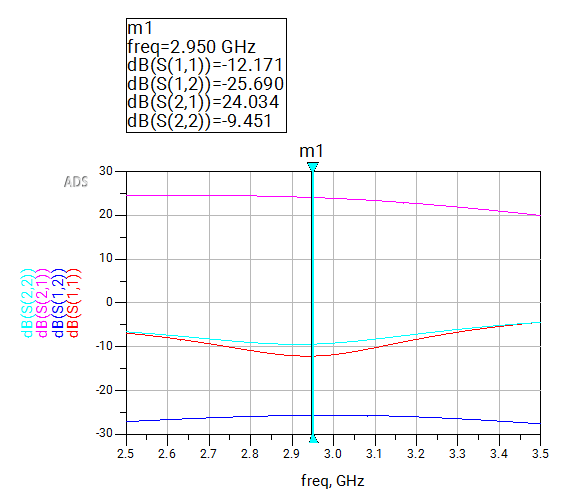 m1
freq=2.950 GHz
dB(S(1,1))=-12.171
dB(S(1,2))=-25.690
dB(S(2,1))=24.034
dB(S(2,2))=-9.451
m1
ADS
30
20
10
0
-10
-20
-30
dB(S(2,2))
dB(S(2,1))
dB(S(1,2))
dB(S(1,1))
2.5 2.6 2.7 2.8 2.9 3.0 3.1 3.2 3.3 3.4 3.5
freq, GHz